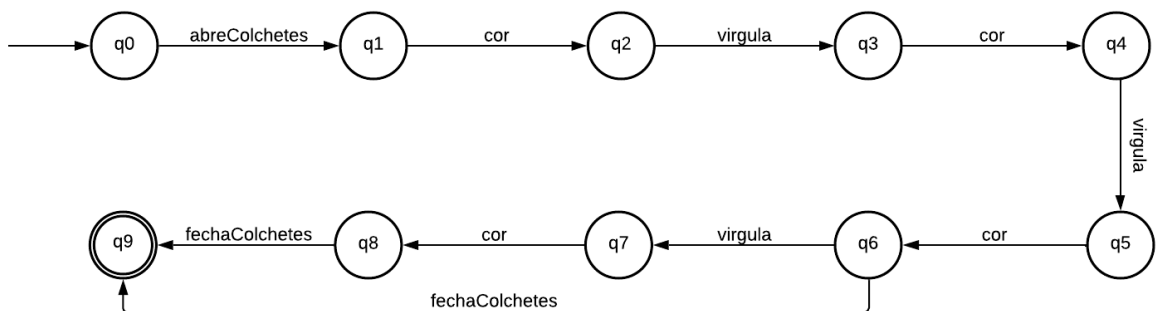 q0 abreColchetes q1 cor q2 virgula q3 cor q4
virgula
q9 fechaColchetes q8 cor q7 virgula q6 cor q5
fechaColchetes